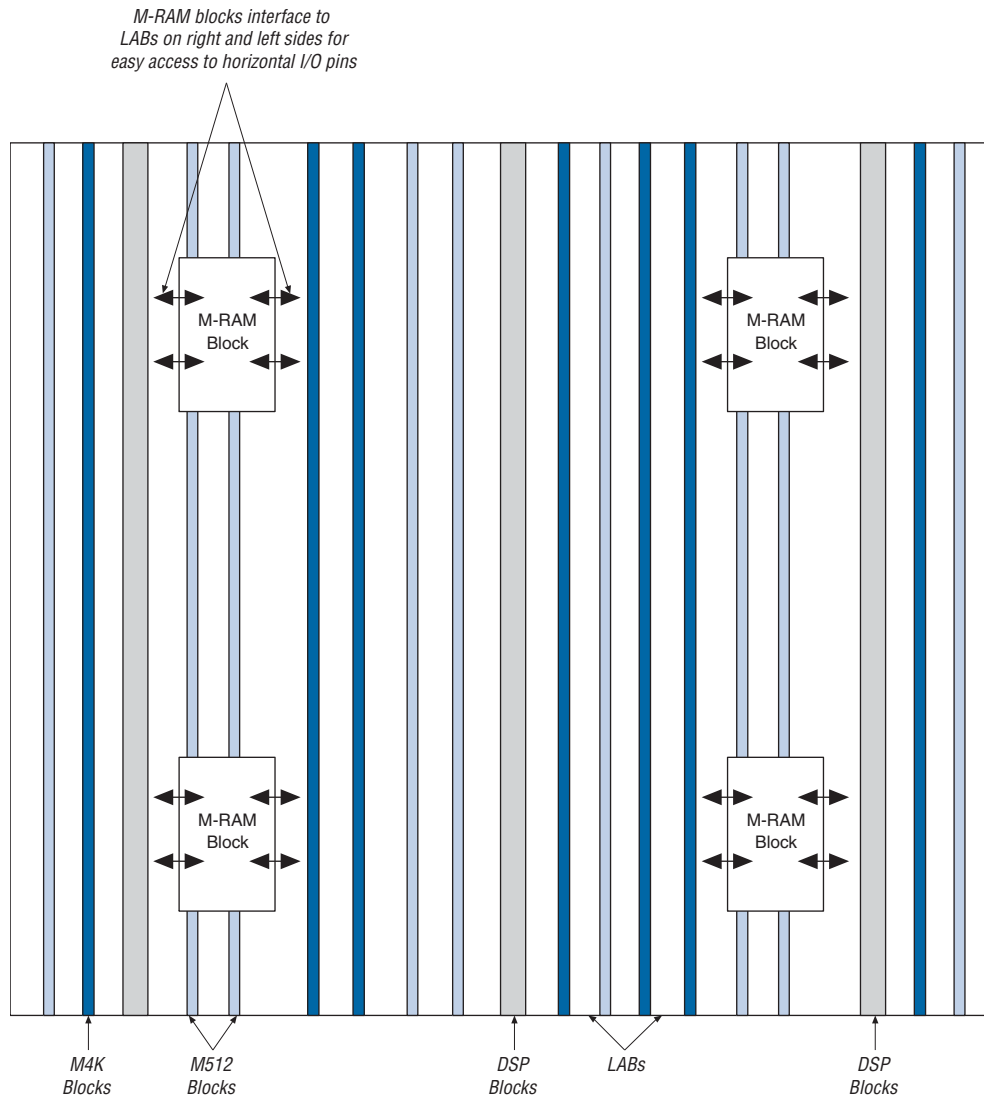 M-RAM blocks interface to
LABs on right and left sides for
easy access to horizontal I/O pins
M-RAM
Block
M-RAM
Block
M-RAM
Block
M-RAM
Block
M4K
Blocks
M512
Blocks
DSP
Blocks
LABs
DSP
Blocks